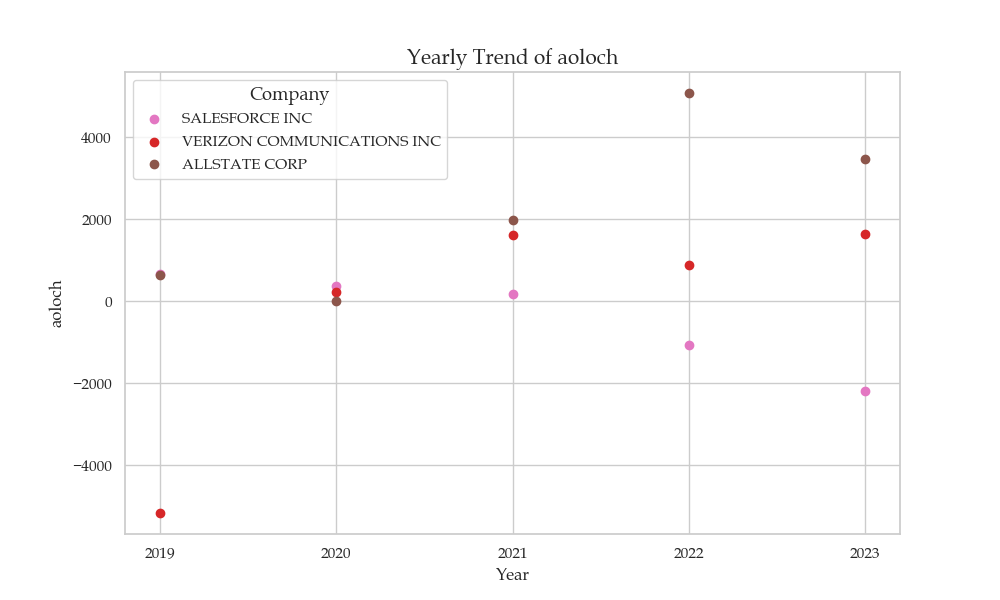 Yearly Trend of aoloch
Company
SALESFORCE INC
VERIZON COMMUNICATIONS INC
ALLSTATE CORP
aoloch
4000
2000
0
−2000
−4000
2019
2020
2021
2022
2023
Year